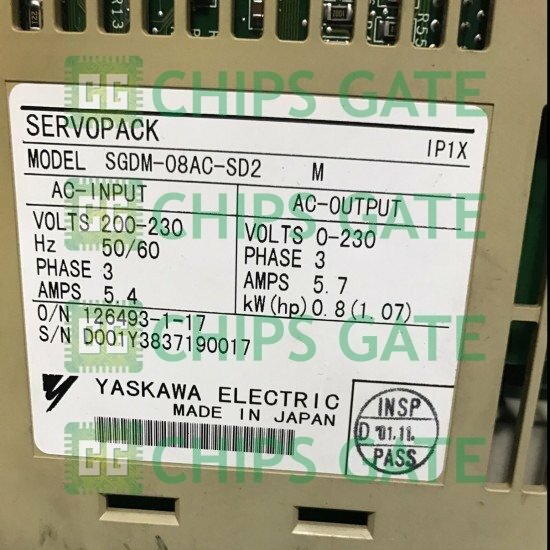 CHIPS GATE
SERVOPACK
IP1X
MODEL SGDM-08AC-SD2 M
AC-INPUT
VOLTS 200-230
Hz 50/60
PHASE 3
AMPS 5.4
AC-OUTPUT
VOLTS 0-230
PHASE 3
AMPS 5.7
kW(hp) 0.8(1.07)
O/N 126493-1-17
S/N D001Y3837190017
YASKAWA ELECTRIC
MADE IN JAPAN
INSP
D '01.11.
PASS
CHIPS GATE
CHIPS GATE
CHIPS GATE
CHIPS GATE